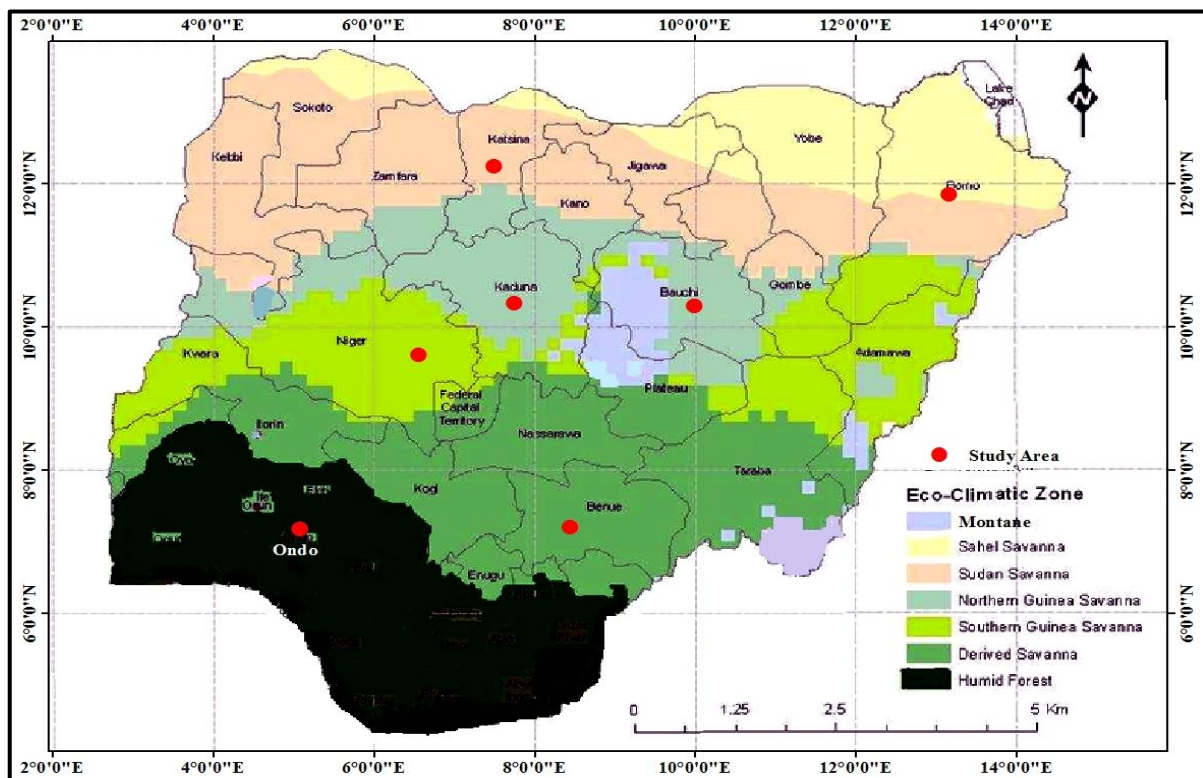 2°0'0"E 4°0'0"E 6°0'0"E 8°0'0"E 10°0'0"E 12°0'0"E 14°0'0"E
N
Lake
Chad
Sokoto
Katsina
Yobe
Kebbi
Zamfara
Jigawa
Kano
Borno
12°0'0"N
12°0'0"N
Kaduna
Bauchi
Gombe
10°0'0"N
10°0'0"N
Kwara
Niger
Adamawa
Plateau
Federal
Capital
Territory
Ilorin
Nassarawa
Study Area
8°0'0"N
8°0'0"N
Kogi
Taraba
Eco-Climatic Zone
Benue
Montane
Ondo
Sahel Savanna
Enugu
Sudan Savanna
6°0'0"N
6°0'0"N
Northern Guinea Savanna
Southern Guinea Savanna
Derived Savanna
Humid Forest
0 1.25 2.5 5 Km
2°0'0"E 4°0'0"E 6°0'0"E 8°0'0"E 10°0'0"E 12°0'0"E 14°0'0"E